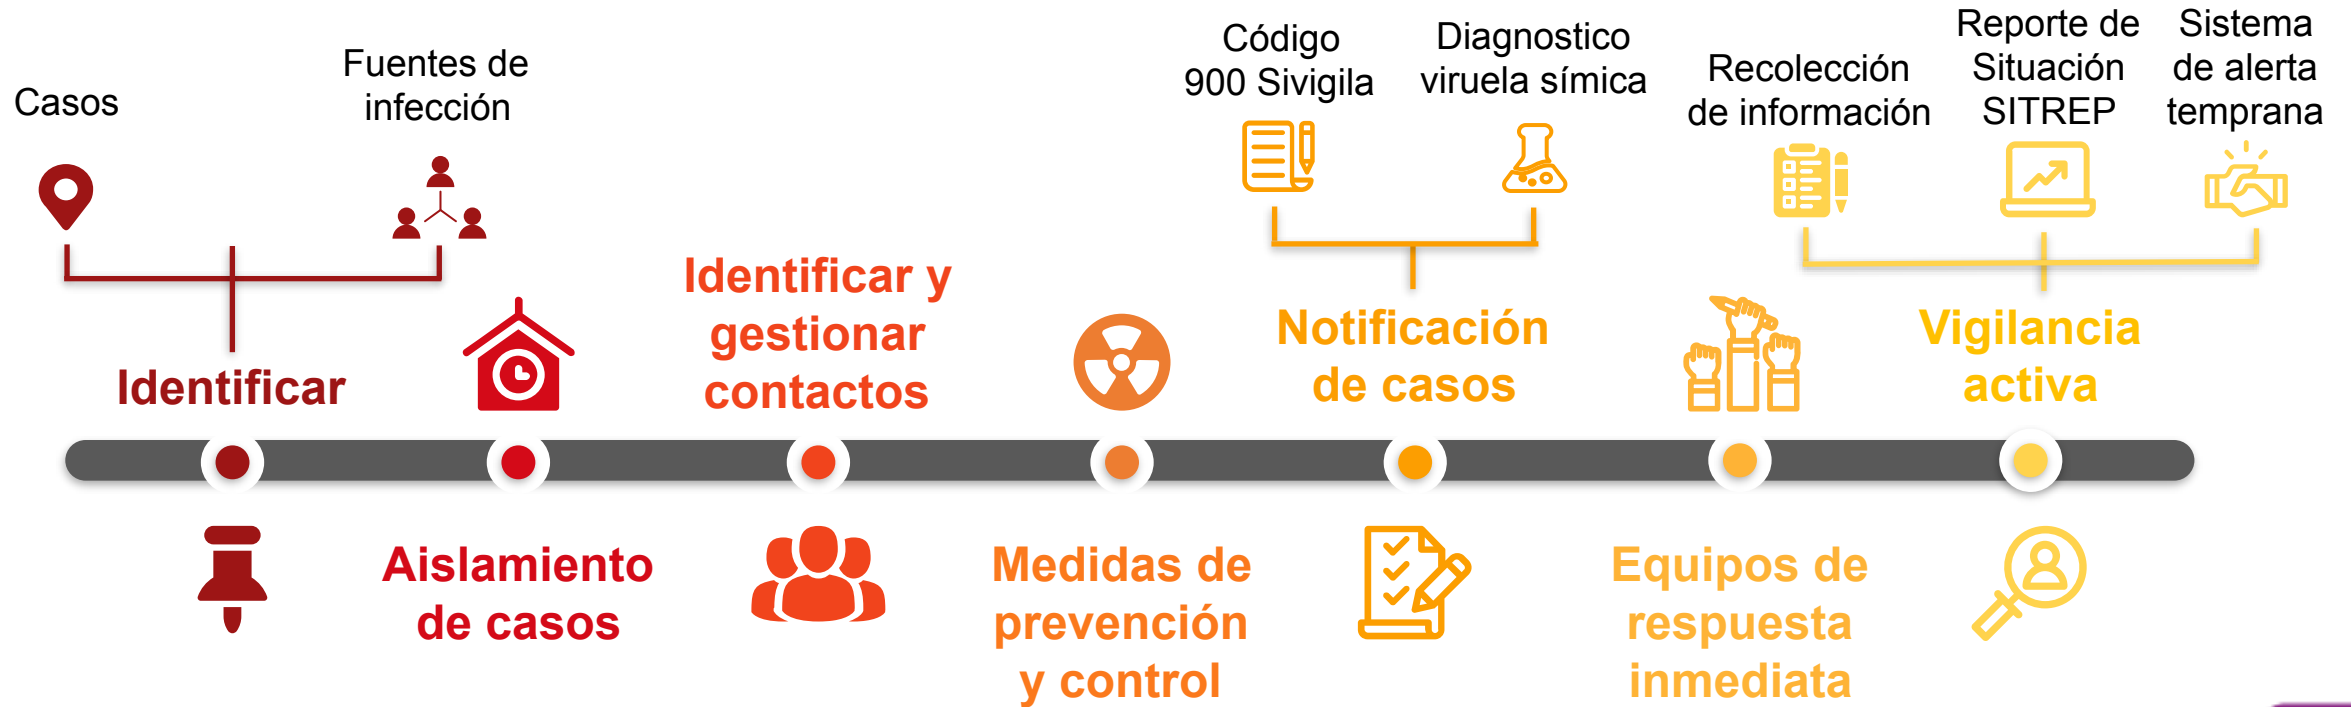 Casos
Fuentes de
infección
Identificar
Aislamiento
de casos
Identificar y
gestionar
contactos
Medidas de
prevención
y control
Código
900 Sivigila
Diagnostico
viruela símica
Notificación
de casos
Equipos de
respuesta
inmediata
Recolección
de información
Reporte de
Situación
SITREP
Sistema
de alerta
temprana
Vigilancia
activa